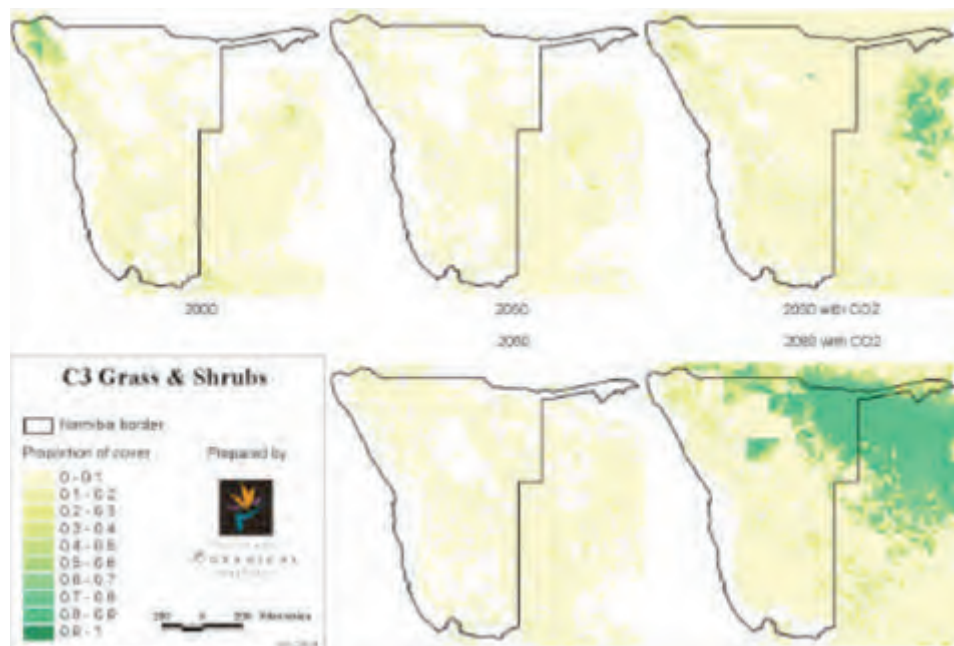 2000
2050
2050 with CO2
2080
2080 with CO2
C3 Grass & Shrubs
Namibia border
Proportion of cover
Prepared by
0 - 0.1
0.1 - 0.2
0.2 - 0.3
0.3 - 0.4
0.4 - 0.5
0.5 - 0.6
0.6 - 0.7
0.7 - 0.8
0.8 - 0.9
0.9 - 1
200 0 200 Kilometers